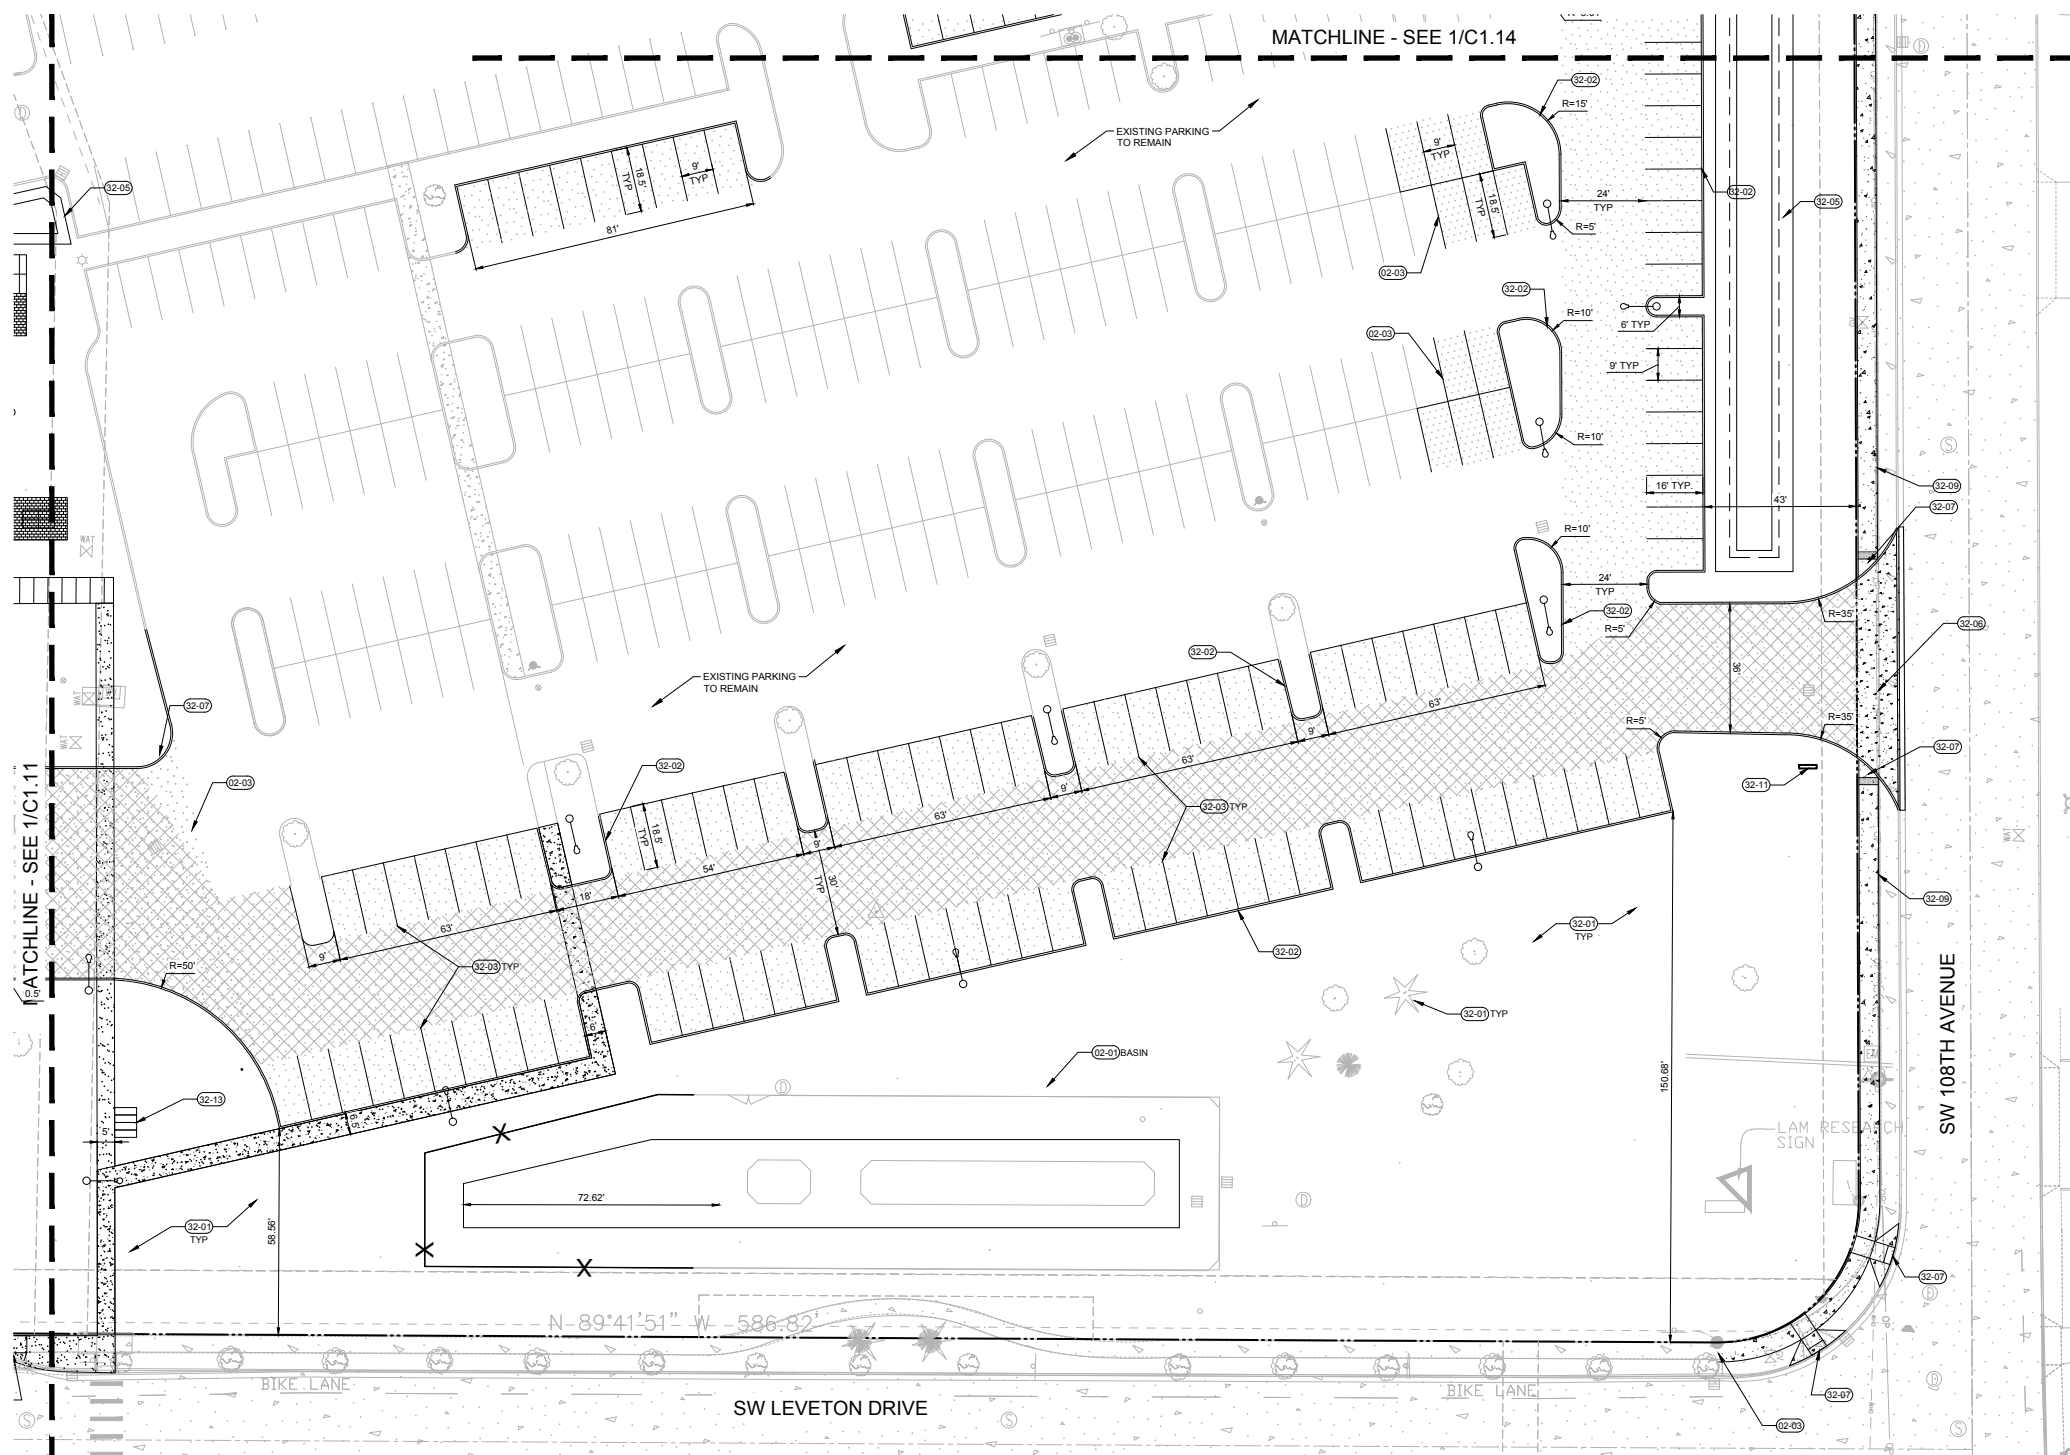 MATCHLINE - SEE 1/C1.14
32-02
R=15'
EXISTING PARKING
TO REMAIN
9'
TYP
18.5'
TYP
9'
TYP
81'
32-05
18.5'
TYP
24'
TYP
R=5'
32-02
32-05
02-03
32-02
R=10'
02-03
6' TYP
9' TYP
R=10'
16' TYP.
43'
32-09
32-07
WAT
R=10'
24'
TYP
32-02
R=5'
R=35'
32-06
36'
32-02
EXISTING PARKING
TO REMAIN
63'
9'
R=5'
R=35'
32-07
WAT
WAT
32-07
32-11
32-02
63'
9'
32-03 TYP
63'
02-03
18.5'
TYP
54'
9'
30'
TYP
18'
63'
9'
32-03 TYP
R=50'
MATCHLINE - SEE 1/C1.11
0.5'
WAT
32-09
32-01
TYP
32-02
32-01 TYP
6'
02-01 BASIN
150.68'
SW 108TH AVENUE
LAM RESEARCH
SIGN
32-13
5'
6.5'
72.62'
32-01
TYP
58.56'
32-07
N 89°41'51" W 586.82'
BIKE LANE
BIKE LANE
32-07
02-03
SW LEVETON DRIVE